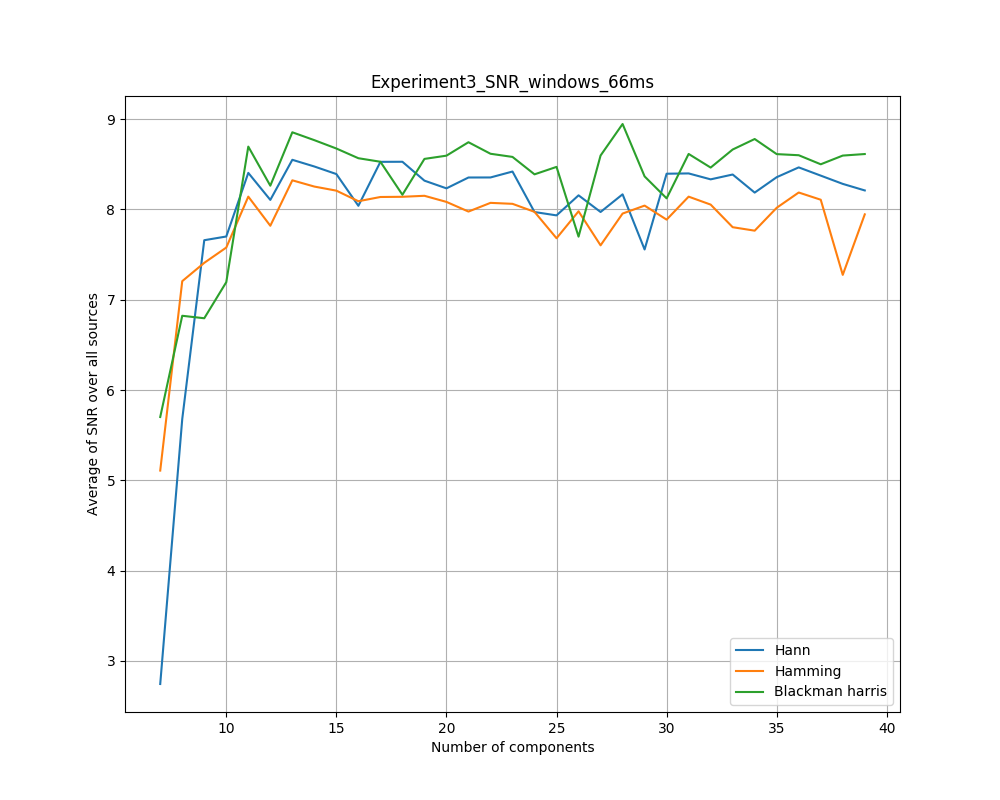 Experiment3_SNR_windows_66ms
Average of SNR over all sources
9
8
7
6
5
4
3
10 15 20 25 30 35 40
Number of components
Hann
Hamming
Blackman harris